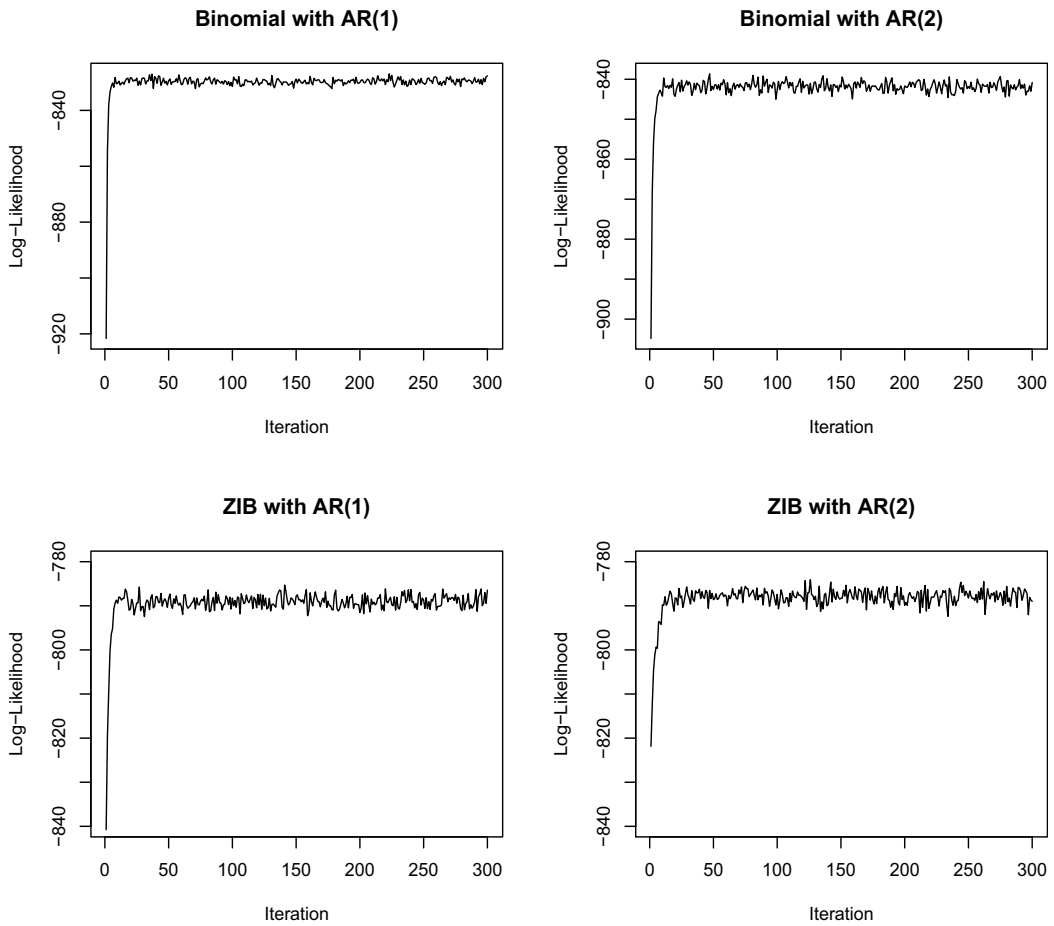 Binomial with AR(1)
Log−Likelihood
−840
−880
−920
0 50 100 150 200 250 300
Iteration
Binomial with AR(2)
Log−Likelihood
−840
−860
−880
−900
0 50 100 150 200 250 300
Iteration
ZIB with AR(1)
Log−Likelihood
−780
−800
−820
−840
0 50 100 150 200 250 300
Iteration
ZIB with AR(2)
Log−Likelihood
−780
−800
−820
−840
0 50 100 150 200 250 300
Iteration